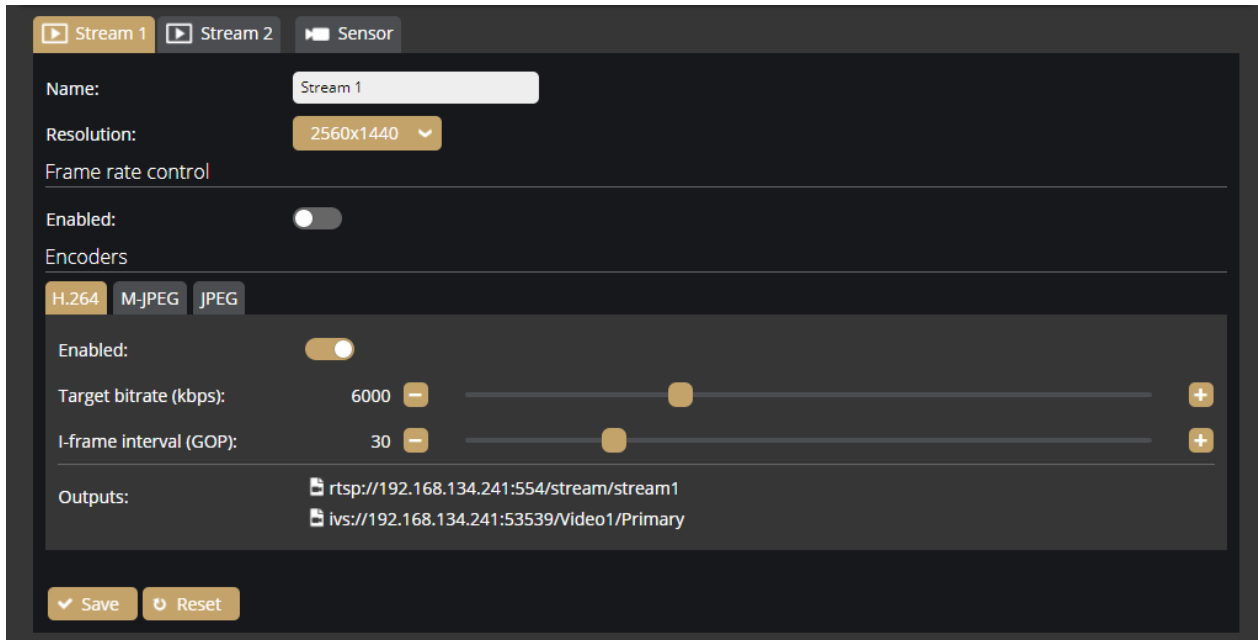 Stream 1 Stream 2 Sensor
Name: Stream 1
Resolution: 2560x1440
Frame rate control
Enabled:
Encoders
H.264 M-JPEG JPEG
Enabled:
Target bitrate (kbps): 6000
I-frame interval (GOP): 30
Outputs: rtsp://192.168.134.241:554/stream/stream1
ivs://192.168.134.241:53539/Video1/Primary
Save Reset